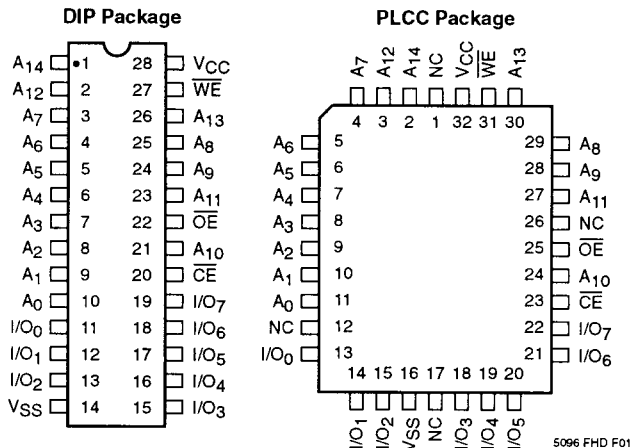 DIP Package
A14 1 28 VCC
A12 2 27 WE
A7 3 26 A13
A6 4 25 A8
A5 5 24 A9
A4 6 23 A11
A3 7 22 OE
A2 8 21 A10
A1 9 20 CE
A0 10 19 I/O7
I/O0 11 18 I/O6
I/O1 12 17 I/O5
I/O2 13 16 I/O4
VSS 14 15 I/O3
PLCC Package
A7 A12 A14 NC VCC WE A13
4 3 2 1 32 31 30
A6 5 29 A8
A5 6 28 A9
A4 7 27 A11
A3 8 26 NC
A2 9 25 OE
A1 10 24 A10
A0 11 23 CE
NC 12 22 I/O7
I/O0 13 21 I/O6
14 15 16 17 18 19 20
I/O1 I/O2 VSS NC I/O3 I/O4 I/O5
5096 FHD F01